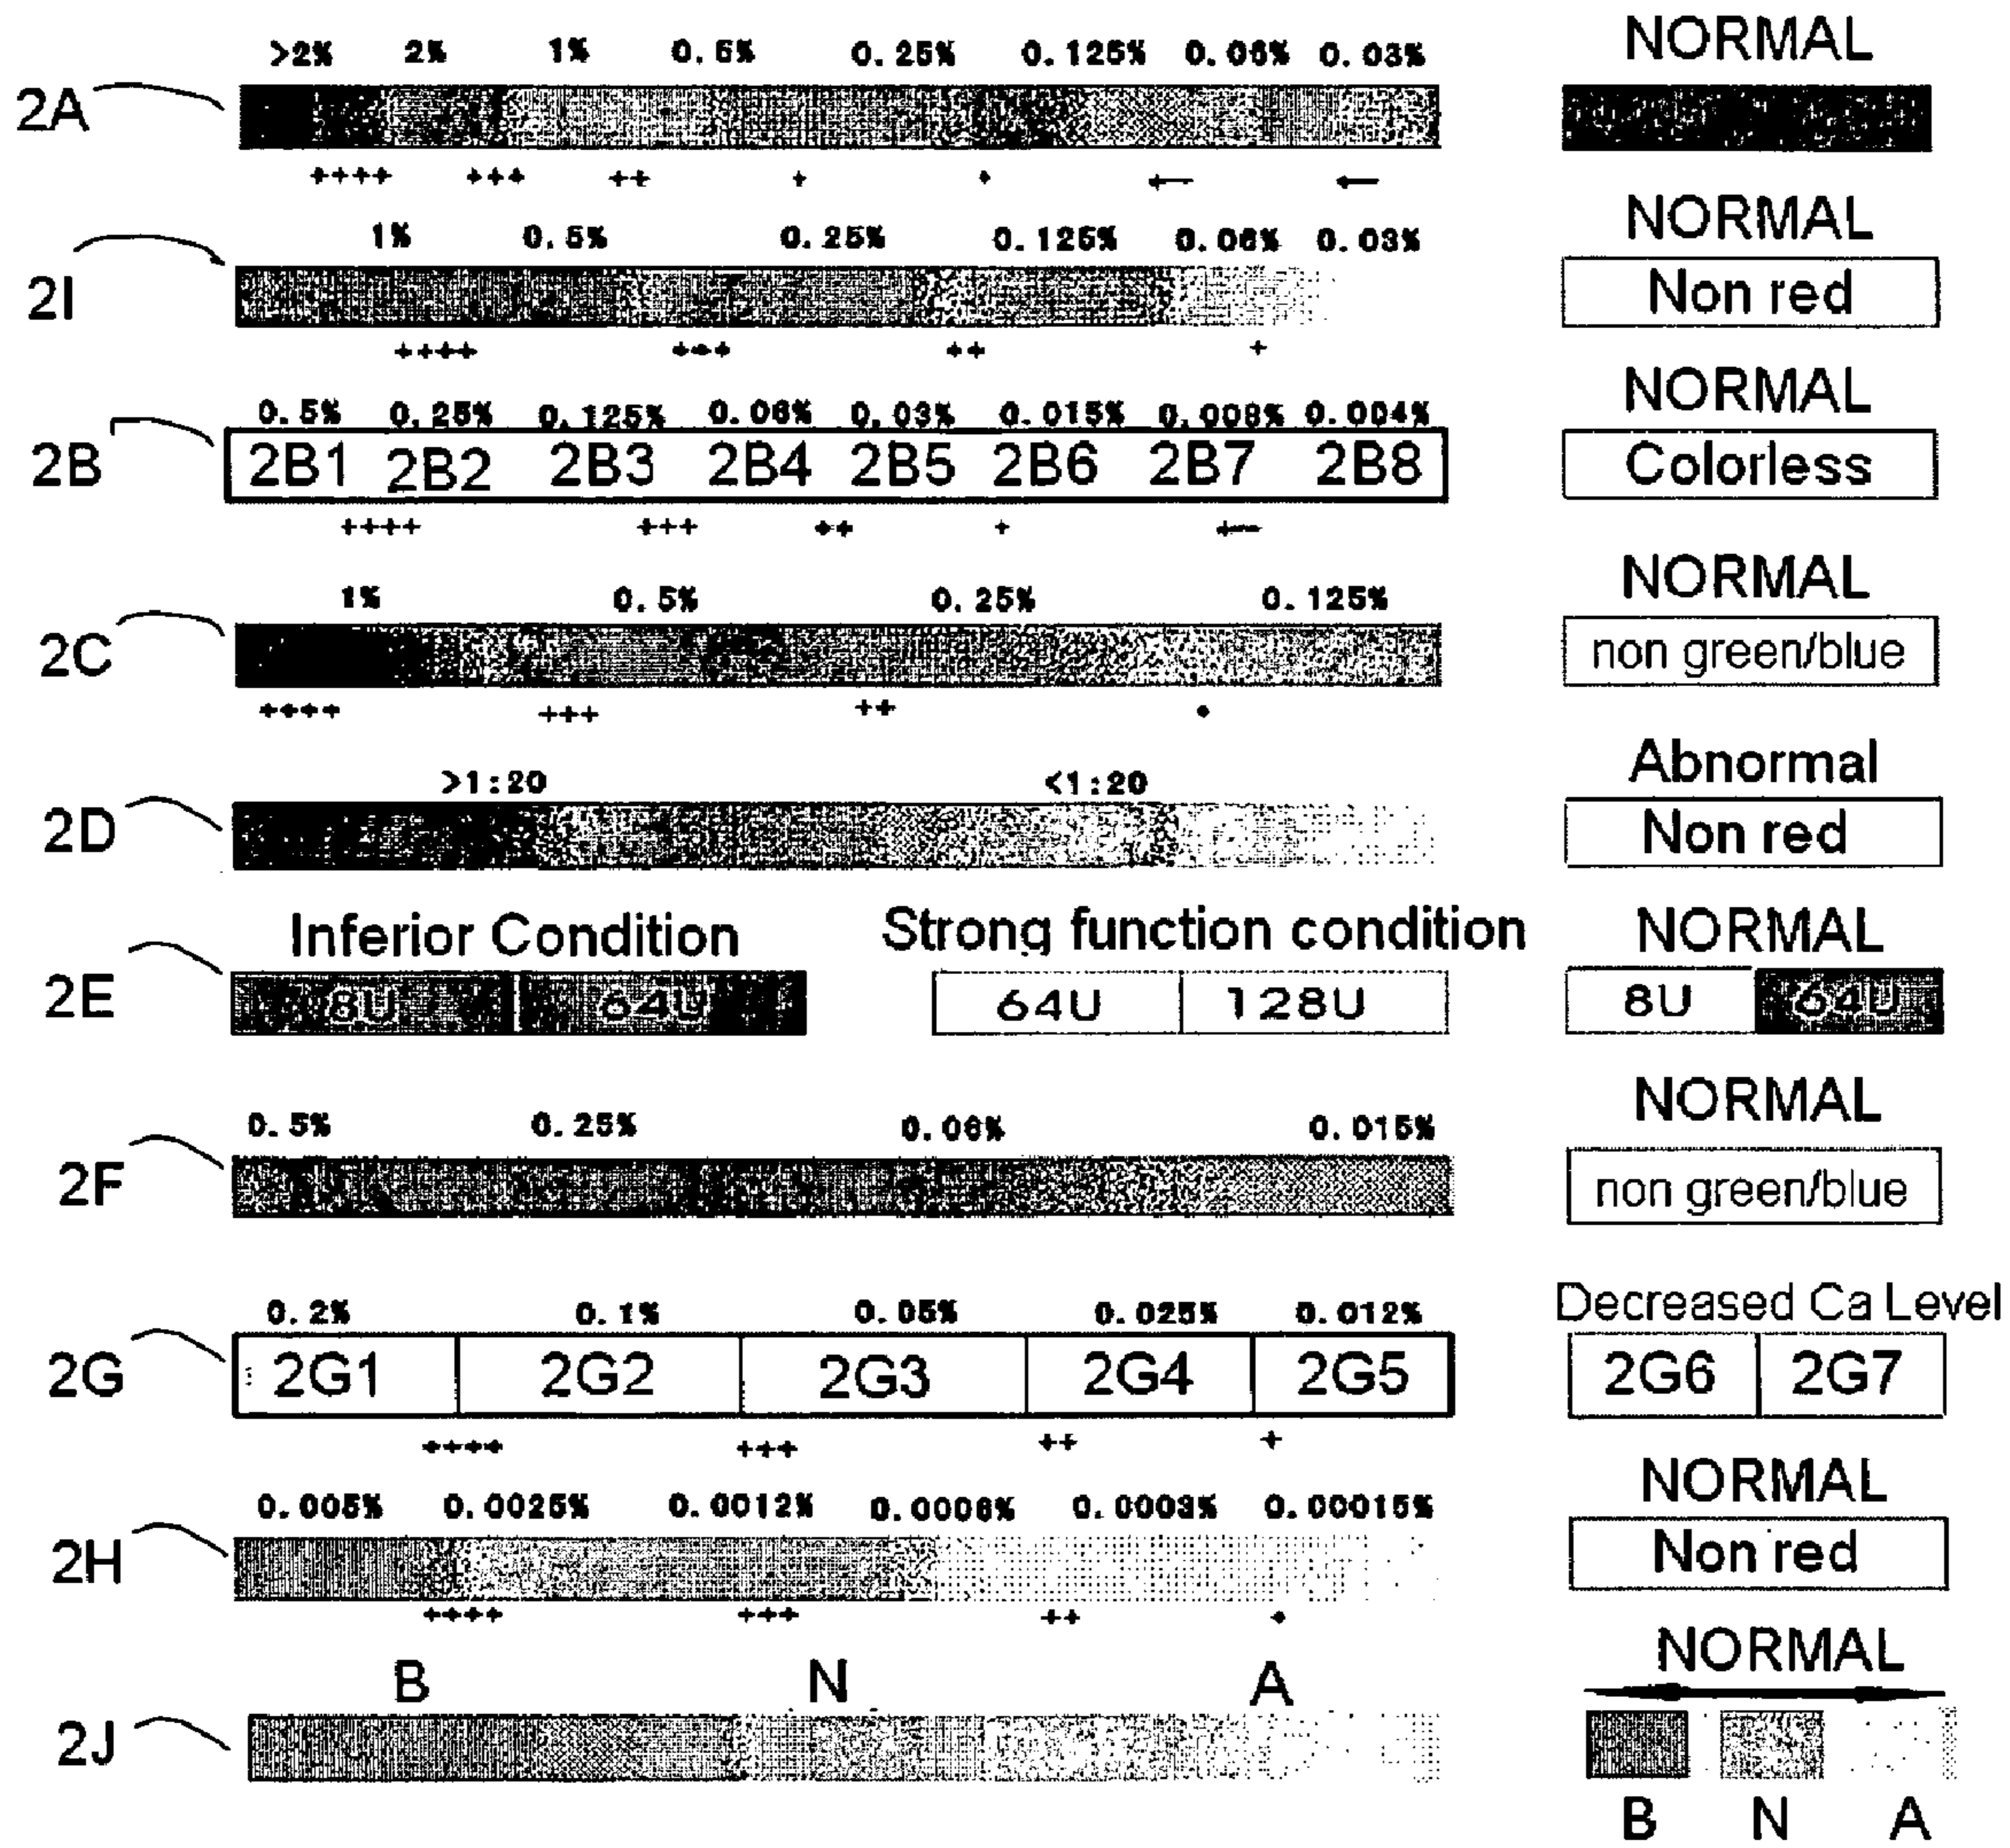 >2% 2% 1% 0.5% 0.25% 0.125% 0.06% 0.03% NORMAL
2A
++++ +++ ++ + +
1% 0.5% 0.25% 0.125% 0.06% 0.03% NORMAL
2I Non red
++++ +++ ++ +
0.5% 0.25% 0.125% 0.06% 0.03% 0.015% 0.008% 0.004% NORMAL
2B 2B1 2B2 2B3 2B4 2B5 2B6 2B7 2B8 Colorless
++++ +++ ++ +
1% 0.5% 0.25% 0.125% NORMAL
2C non green/blue
++++ +++ ++ +
>1:20 <1:20 Abnormal
2D Non red
Inferior Condition Strong function condition NORMAL
2E 8U 64U 64U 128U 8U 64U
0.5% 0.25% 0.06% 0.015% NORMAL
2F non green/blue
0.2% 0.1% 0.05% 0.025% 0.012% Decreased Ca Level
2G 2G1 2G2 2G3 2G4 2G5 2G6 2G7
++++ +++ ++ +
0.005% 0.0025% 0.0012% 0.0006% 0.0003% 0.00015% NORMAL
2H Non red
++++ +++ ++ +
B N A NORMAL
2J
B N A